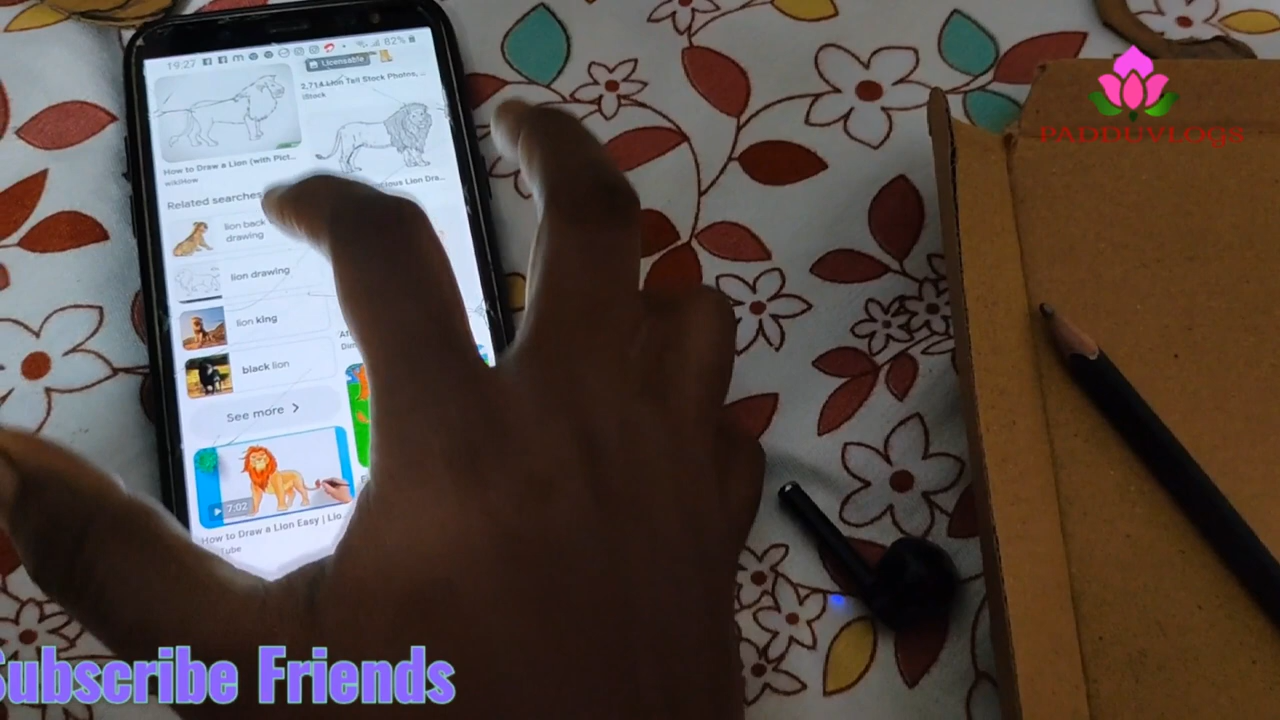 19:27
82%
Licensable
2,714 Lion Tail Stock Photos, ...
iStock
How to Draw a Lion (with Pict...
wikiHow
Lion Dra...
Related searches
lion back
drawing
lion drawing
lion king
black lion
See more
7:02
How to Draw a Lion Easy | Lio
PADDUVLOGS
Subscribe Friends